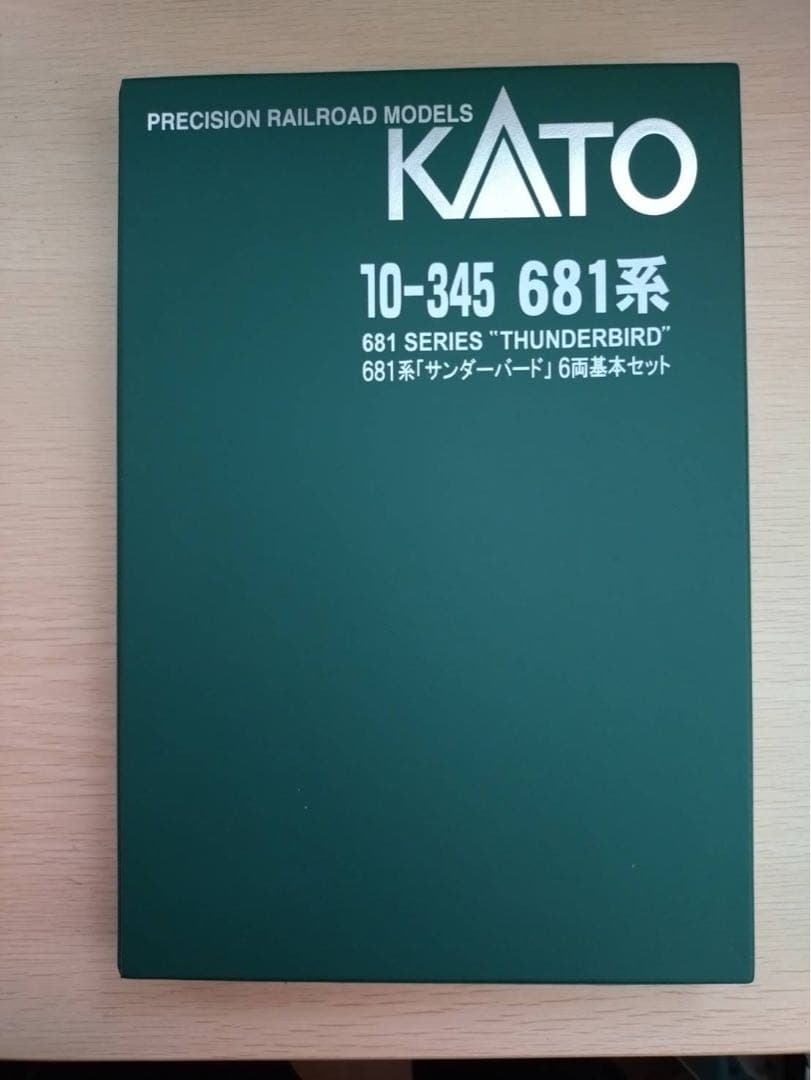 PRECISION RAILROAD MODELS
KATO
10-345 681系
681 SERIES "THUNDERBIRD"
681系「サンダーバード」6両基本セット